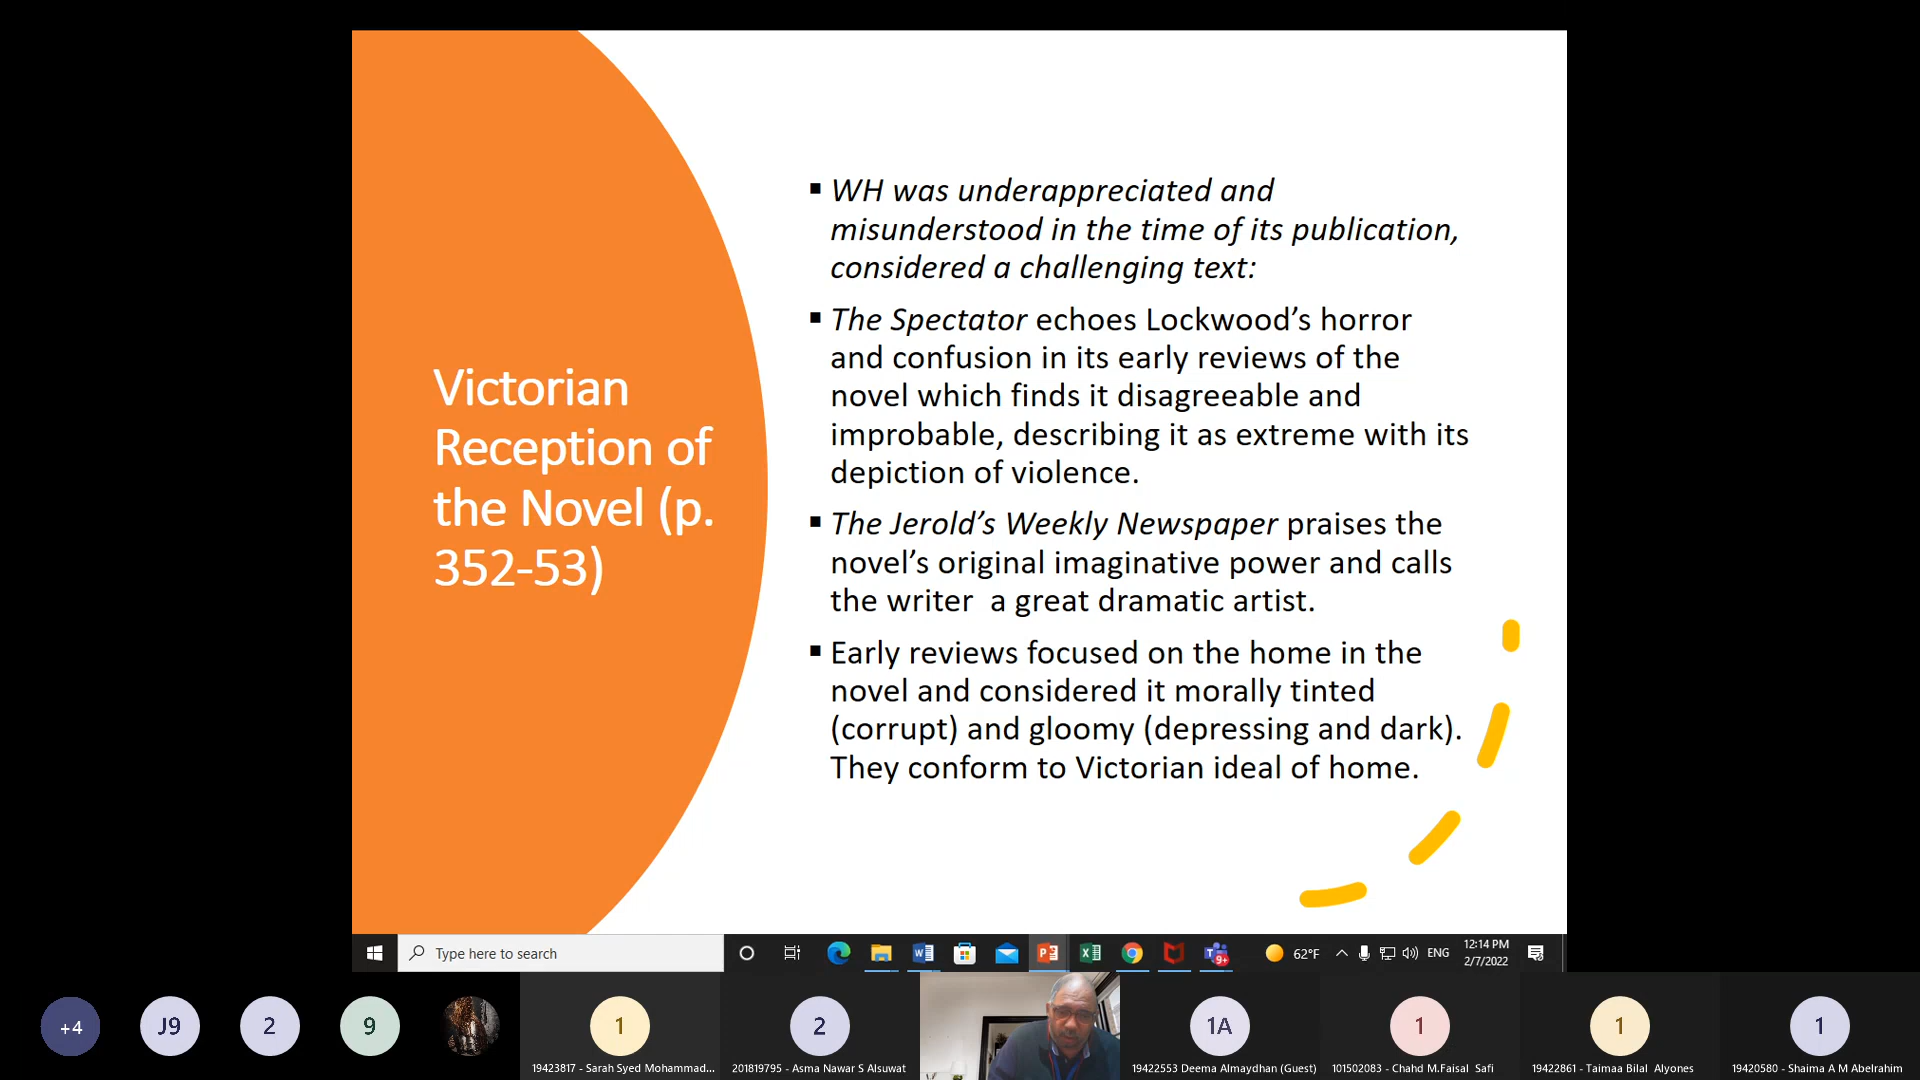 Victorian
Reception of
the Novel (p.
352-53)
▪ WH was underappreciated and
misunderstood in the time of its publication,
considered a challenging text:
▪ The Spectator echoes Lockwood’s horror
and confusion in its early reviews of the
novel which finds it disagreeable and
improbable, describing it as extreme with its
depiction of violence.
▪ The Jerold’s Weekly Newspaper praises the
novel’s original imaginative power and calls
the writer  a great dramatic artist.
▪ Early reviews focused on the home in the
novel and considered it morally tinted
(corrupt) and gloomy (depressing and dark).
They conform to Victorian ideal of home.
Type here to search
62°F
ENG
12:14 PM
2/7/2022
+4
J9
2
9
1
2
1A
1
1
1
19423817 - Sarah Syed Mohammad...
201819795 - Asma Nawar S Alsuwat
19422553 Deema Almaydhan (Guest)
101502083 - Chahd M.Faisal Safi
19422861 - Taimaa Bilal Alyones
19420580 - Shaima A M Abelrahim